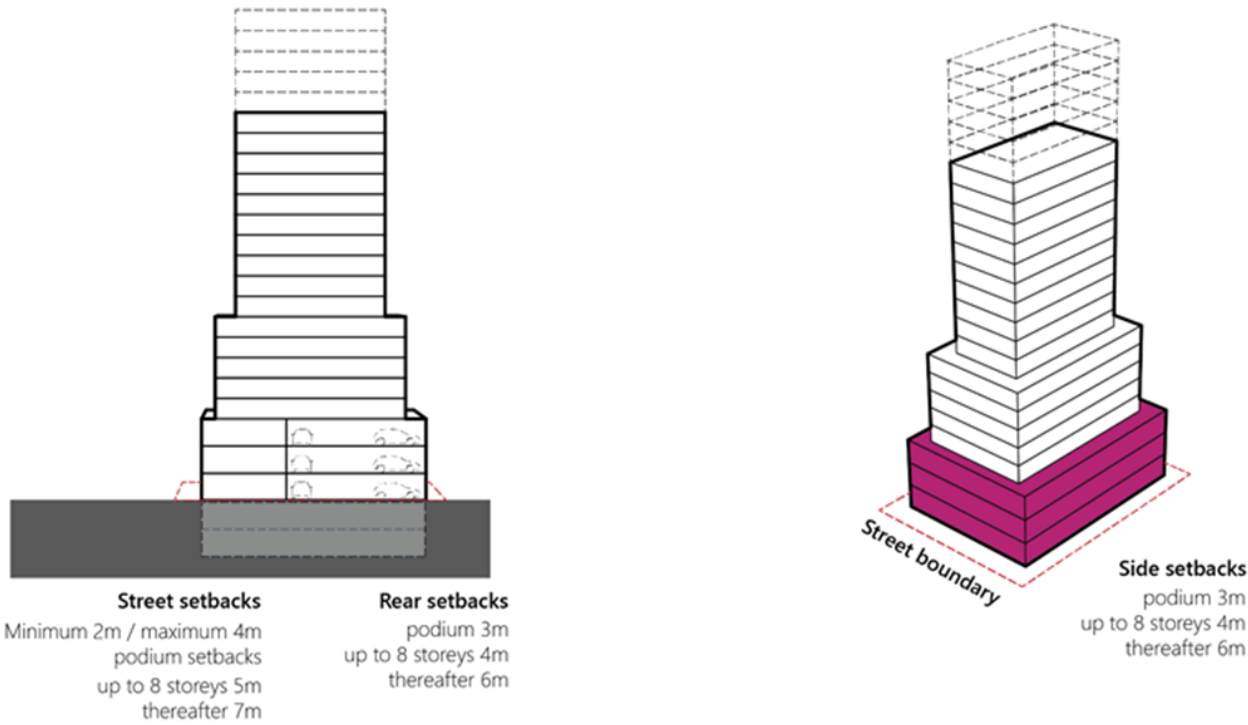 Street boundary
Street setbacks
Minimum 2m / maximum 4m
podium setbacks
up to 8 storeys 5m
thereafter 7m
Rear setbacks
podium 3m
up to 8 storeys 4m
thereafter 6m
Side setbacks
podium 3m
up to 8 storeys 4m
thereafter 6m